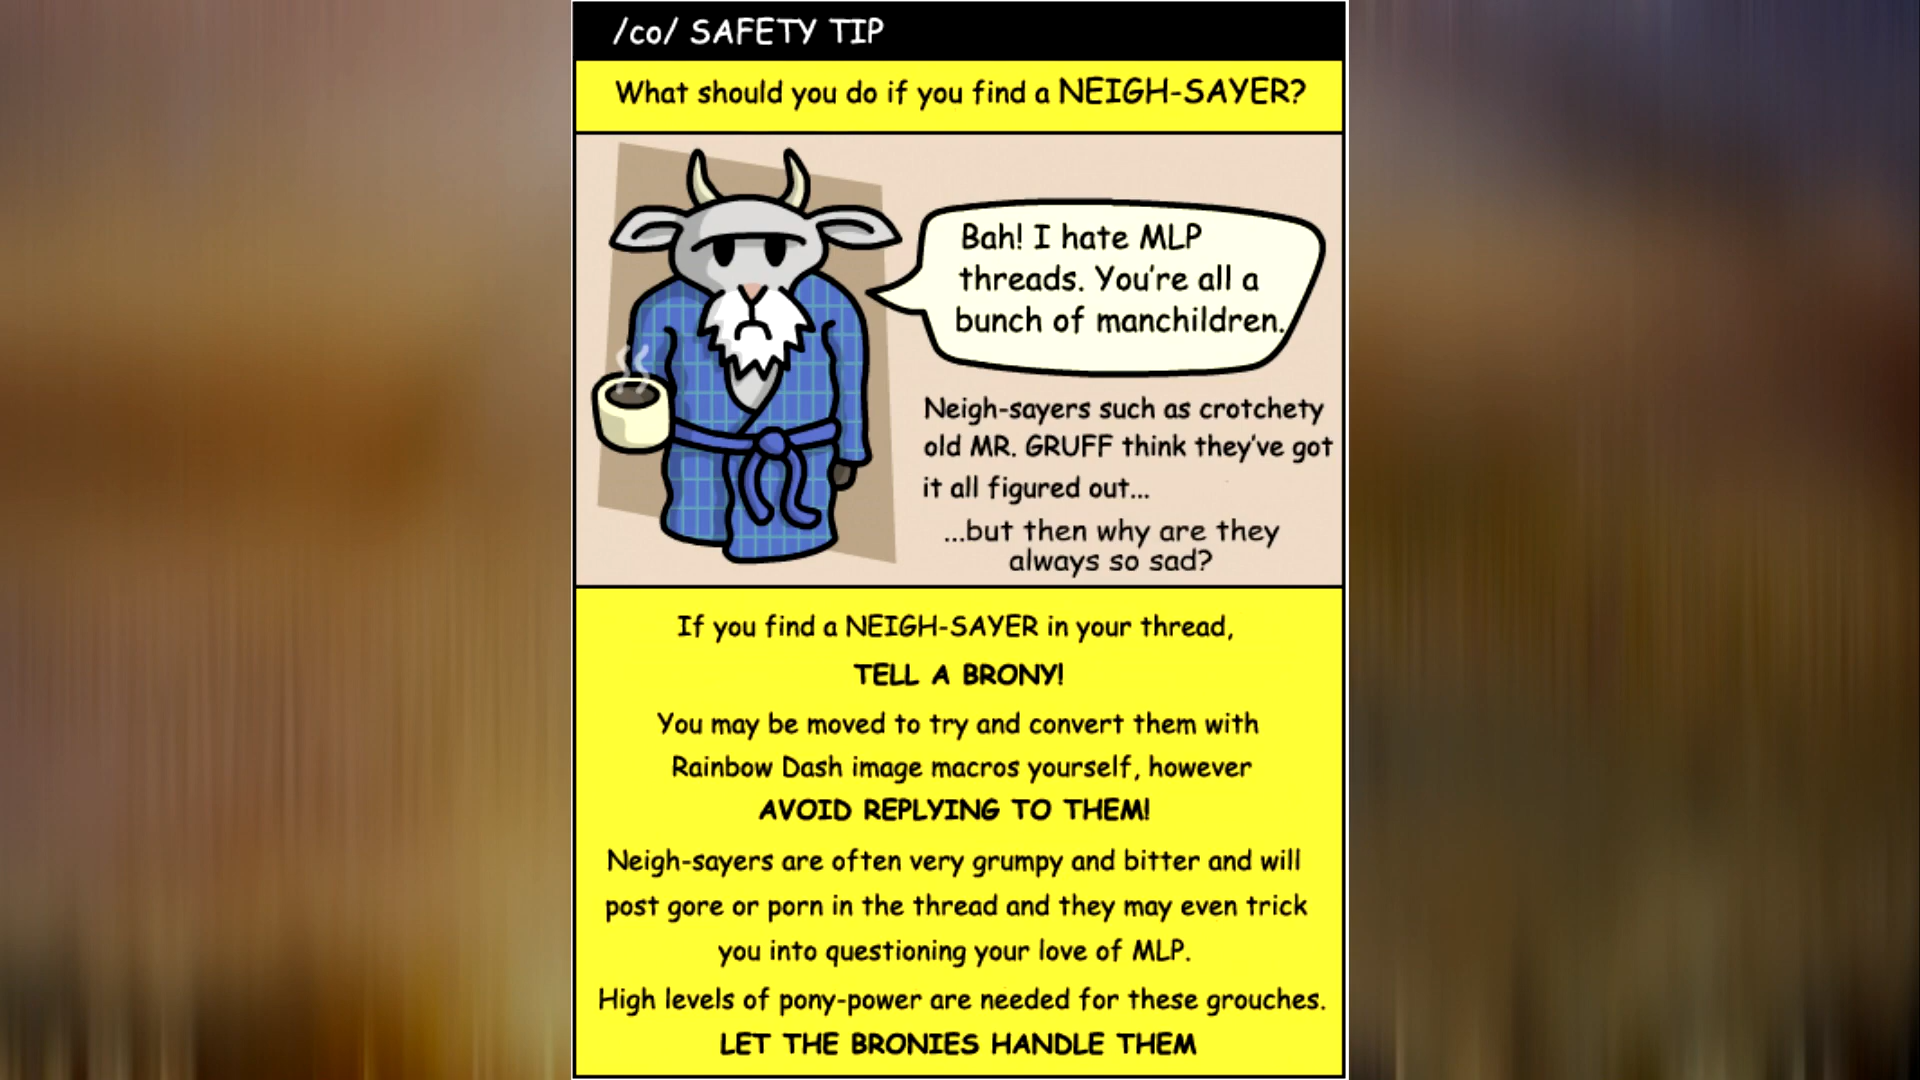 /co/ SAFETY TIP
What should you do if you find a NEIGH-SAYER?
Bah! I hate MLP
threads. You're all a
bunch of manchildren.
Neigh-sayers such as crotchety
old MR. GRUFF think they've got
it all figured out...
...but then why are they
always so sad?
If you find a NEIGH-SAYER in your thread,
TELL A BRONY!
You may be moved to try and convert them with
Rainbow Dash image macros yourself, however
AVOID REPLYING TO THEM!
Neigh-sayers are often very grumpy and bitter and will
post gore or porn in the thread and they may even trick
you into questioning your love of MLP.
High levels of pony-power are needed for these grouches.
LET THE BRONIES HANDLE THEM